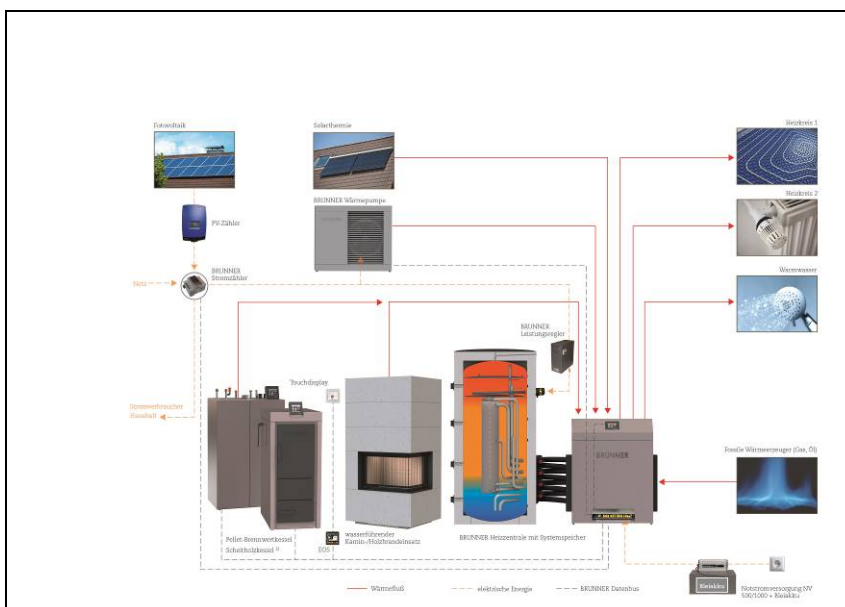 Fotovoltaik
Solarthermie
Heizkreis 1
BRUNNER Wärmepumpe
Heizkreis 2
PV-Zähler
BRUNNER
Stromzähler
Netz
Warmwasser
BRUNNER
Leistungsregler
Touchdisplay
Stromverbraucher
Haushalt
BRUNNER
Fossile Wärmeerzeuger (Gas, Öl)
Pellet-Brennwertkessel
Scheitholzkessel
EOS
wasserführender
Kamin-/Holzbrandeinsatz
BRUNNER Heizzentrale mit Systemspeicher
Bleiakku
Notstromversorgung NV
500/1000 + Bleiakku
Wärmefluß
elektrische Energie
BRUNNER Datenbus